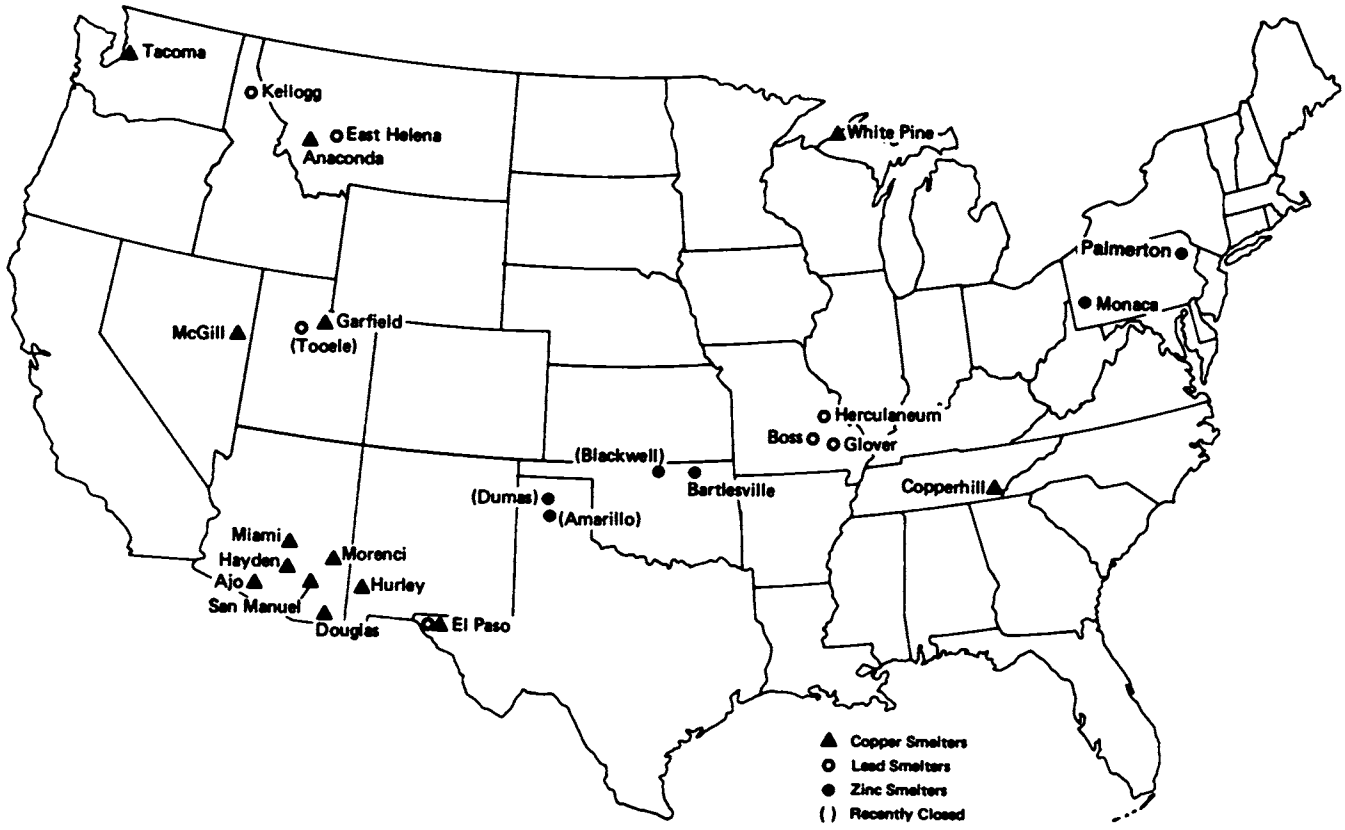 Tacoma
Kellogg
East Helena
Anaconda
White Pine
Palmerton
Monaca
McGill
Garfield
(Tooele)
Herculaneum
Boss
Glover
(Blackwell)
Bartlesville
Copperhill
(Dumas)
(Amarillo)
Miami
Morenci
Hayden
Ajo
Hurley
San Manuel
Douglas
El Paso
Copper Smelters
Lead Smelters
Zinc Smelters
( ) Recently Closed